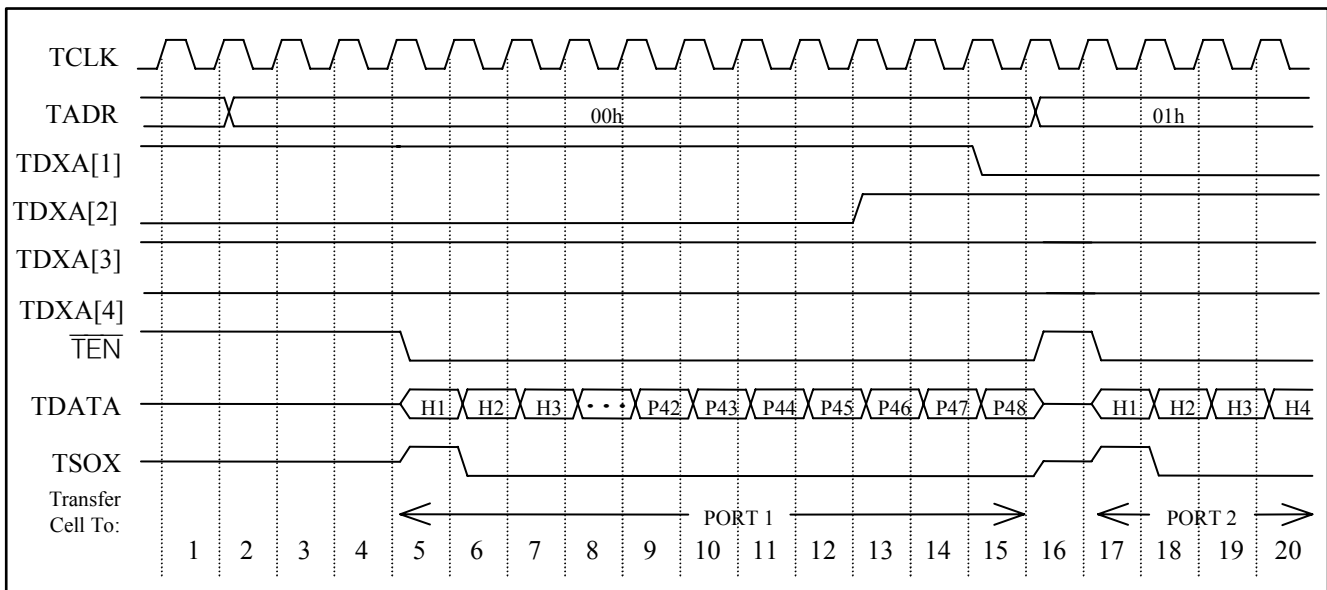 TCLK
TADR 00h 01h
TDXA[1]
TDXA[2]
TDXA[3]
TDXA[4]
TEN
TDATA H1 H2 H3 • • • P42 P43 P44 P45 P46 P47 P48 H1 H2 H3 H4
TSOX
Transfer
Cell To: PORT 1 PORT 2
1 2 3 4 5 6 7 8 9 10 11 12 13 14 15 16 17 18 19 20